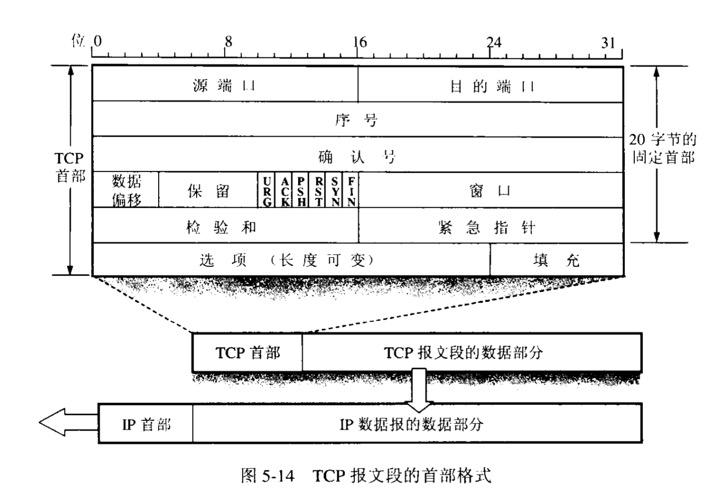 位 0 8 16 24 31
源端口 目的端口
序号
TCP
首部
20 字节的
固定首部
确认号
数据
偏移
保留
URG
ACK
PSH
RST
SYN
FIN
窗口
检验和 紧急指针
选项 (长度可变) 填充
TCP 首部 TCP 报文段的数据部分
IP 首部 IP 数据报的数据部分
图 5-14 TCP 报文段的首部格式